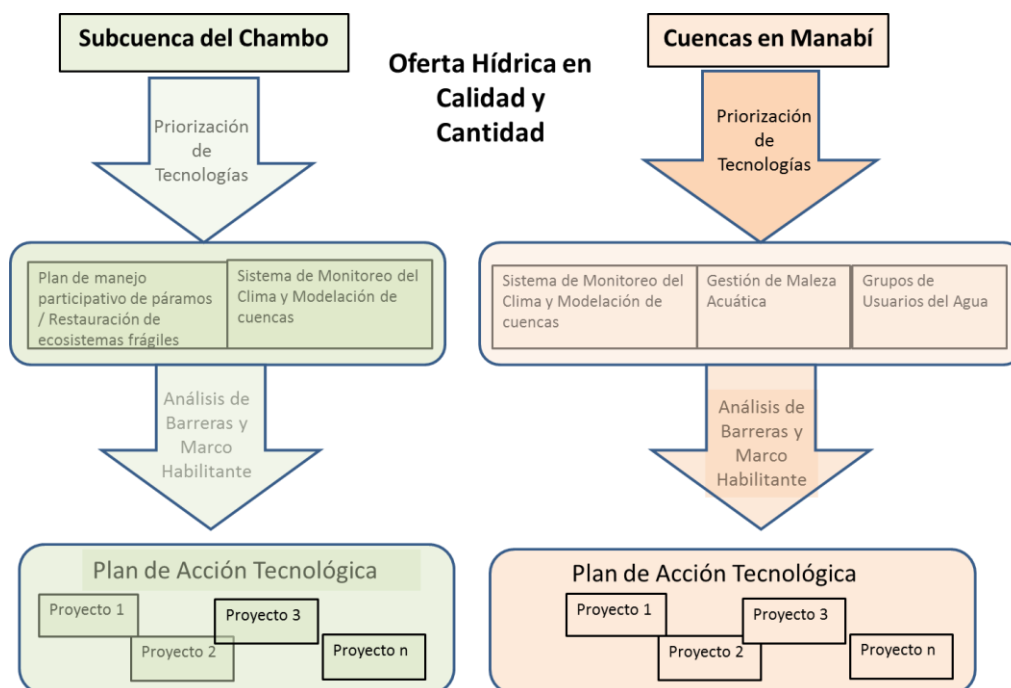 Subcuenca del Chambo
Oferta Hídrica en
Calidad y
Cantidad
Cuencas en Manabí
Priorización
de
Tecnologías
Priorización
de
Tecnologías
Plan de manejo
participativo de páramos
/ Restauración de
ecosistemas frágiles
Sistema de Monitoreo del
Clima y Modelación de
cuencas
Sistema de Monitoreo del
Clima y Modelación de
cuencas
Gestión de Maleza
Acuática
Grupos de
Usuarios del Agua
Análisis de
Barreras y
Marco
Habilitante
Análisis de
Barreras y
Marco
Habilitante
Plan de Acción Tecnológica
Proyecto 1
Proyecto 2
Proyecto 3
Proyecto n
Plan de Acción Tecnológica
Proyecto 1
Proyecto 2
Proyecto 3
Proyecto n